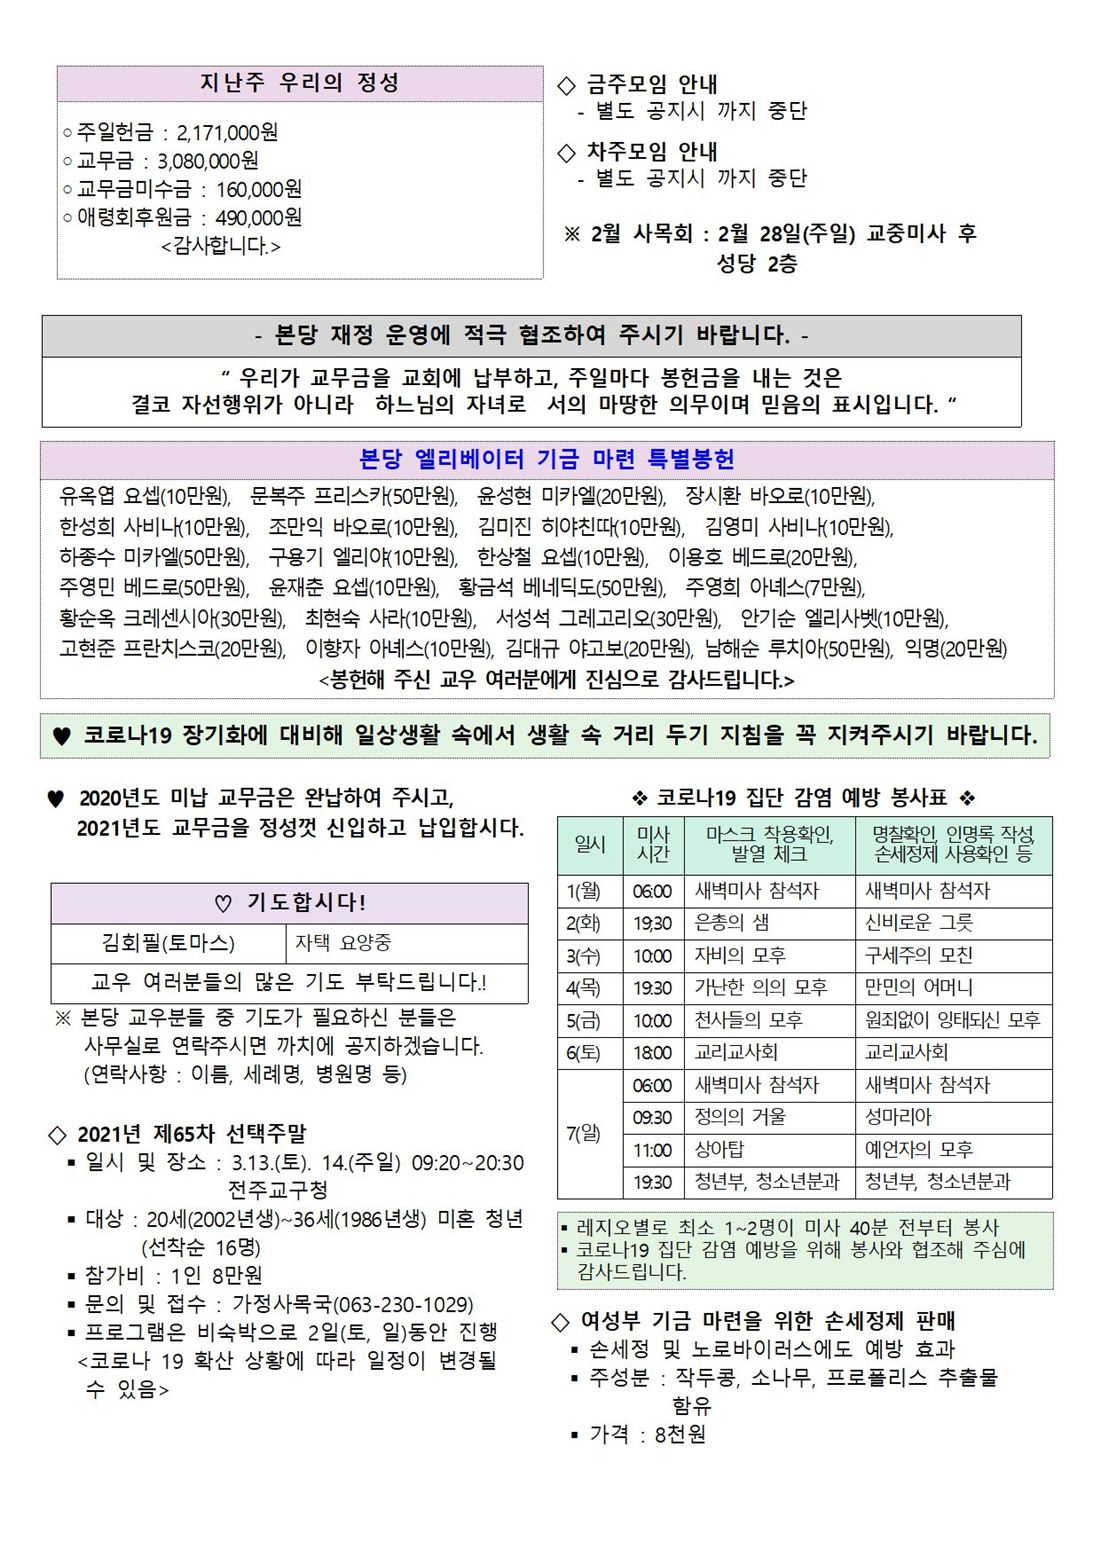 지난주 우리의 정성
○ 주일헌금 : 2,171,000원
○ 교무금 : 3,080,000원
○ 교무금미수금 : 160,000원
○ 애령회후원금 : 490,000원
<감사합니다.>
◇ 금주모임 안내
- 별도 공지시 까지 중단
◇ 차주모임 안내
- 별도 공지시 까지 중단
※ 2월 사목회 : 2월 28일(주일) 교중미사 후
성당 2층
- 본당 재정 운영에 적극 협조하여 주시기 바랍니다. -
“ 우리가 교무금을 교회에 납부하고, 주일마다 봉헌금을 내는 것은
결코 자선행위가 아니라 하느님의 자녀로 서의 마땅한 의무이며 믿음의 표시입니다. “
본당 엘리베이터 기금 마련 특별봉헌
유옥엽 요셉(10만원), 문복주 프리스카(50만원), 윤성현 미카엘(20만원), 장시환 바오로(10만원),
한성희 사비나(10만원), 조만익 바오로(10만원), 김미진 히야친따(10만원), 김영미 사비나(10만원),
하종수 미카엘(50만원), 구용기 엘리야(10만원), 한상철 요셉(10만원), 이용호 베드로(20만원),
주영민 베드로(50만원), 윤재춘 요셉(10만원), 황금석 베네딕도(50만원), 주영희 아녜스(7만원),
황순옥 크레센시아(30만원), 최현숙 사라(10만원), 서성석 그레고리오(30만원), 안기순 엘리사벳(10만원),
고현준 프란치스코(20만원), 이향자 아녜스(10만원), 김대규 야고보(20만원), 남해순 루치아(50만원), 익명(20만원)
<봉헌해 주신 교우 여러분에게 진심으로 감사드립니다.>
♥ 코로나19 장기화에 대비해 일상생활 속에서 생활 속 거리 두기 지침을 꼭 지켜주시기 바랍니다.
♥ 2020년도 미납 교무금은 완납하여 주시고,
2021년도 교무금을 정성껏 신입하고 납입합시다.
♡ 기도합시다!
김회필(토마스) 자택 요양중
교우 여러분들의 많은 기도 부탁드립니다.!
※ 본당 교우분들 중 기도가 필요하신 분들은
사무실로 연락주시면 까치에 공지하겠습니다.
(연락사항 : 이름, 세례명, 병원명 등)
◇ 2021년 제65차 선택주말
▪ 일시 및 장소 : 3.13.(토). 14.(주일) 09:20~20:30
전주교구청
▪ 대상 : 20세(2002년생)~36세(1986년생) 미혼 청년
(선착순 16명)
▪ 참가비 : 1인 8만원
▪ 문의 및 접수 : 가정사목국(063-230-1029)
▪ 프로그램은 비숙박으로 2일(토, 일)동안 진행
<코로나 19 확산 상황에 따라 일정이 변경될
수 있음>
❖ 코로나19 집단 감염 예방 봉사표 ❖
일시 미사 시간 마스크 착용확인, 발열 체크 명찰확인, 인명록 작성, 손세정제 사용확인 등
1(월) 06:00 새벽미사 참석자 새벽미사 참석자
2(화) 19:30 은총의 샘 신비로운 그릇
3(수) 10:00 자비의 모후 구세주의 모친
4(목) 19:30 가난한 의의 모후 만민의 어머니
5(금) 10:00 천사들의 모후 원죄없이 잉태되신 모후
6(토) 18:00 교리교사회 교리교사회
7(일) 06:00 새벽미사 참석자 새벽미사 참석자
09:30 정의의 거울 성마리아
11:00 상아탑 예언자의 모후
19:30 청년부, 청소년분과 청년부, 청소년분과
▪ 레지오별로 최소 1~2명이 미사 40분 전부터 봉사
▪ 코로나19 집단 감염 예방을 위해 봉사와 협조해 주심에
감사드립니다.
◇ 여성부 기금 마련을 위한 손세정제 판매
▪ 손세정 및 노로바이러스에도 예방 효과
▪ 주성분 : 작두콩, 소나무, 프로폴리스 추출물
함유
▪ 가격 : 8천원